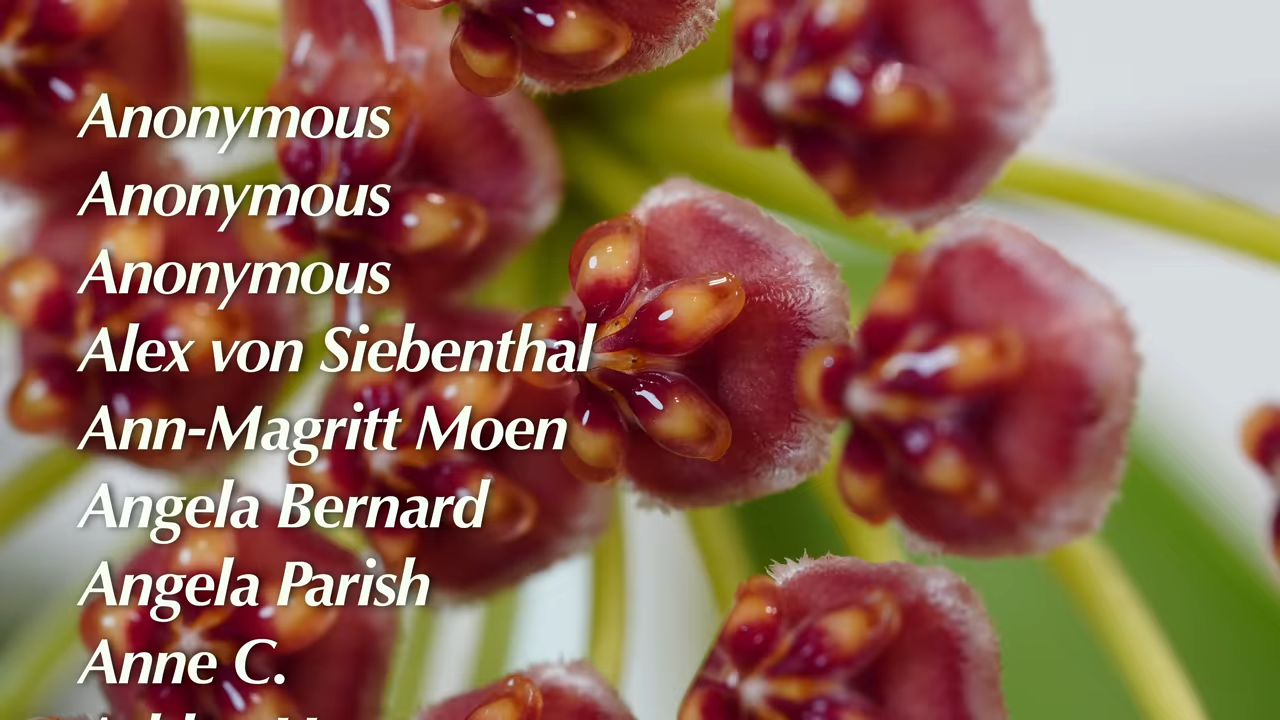 Anonymous
Anonymous
Anonymous
Alex von Siebenthal
Ann-Magritt Moen
Angela Bernard
Angela Parish
Anne C.